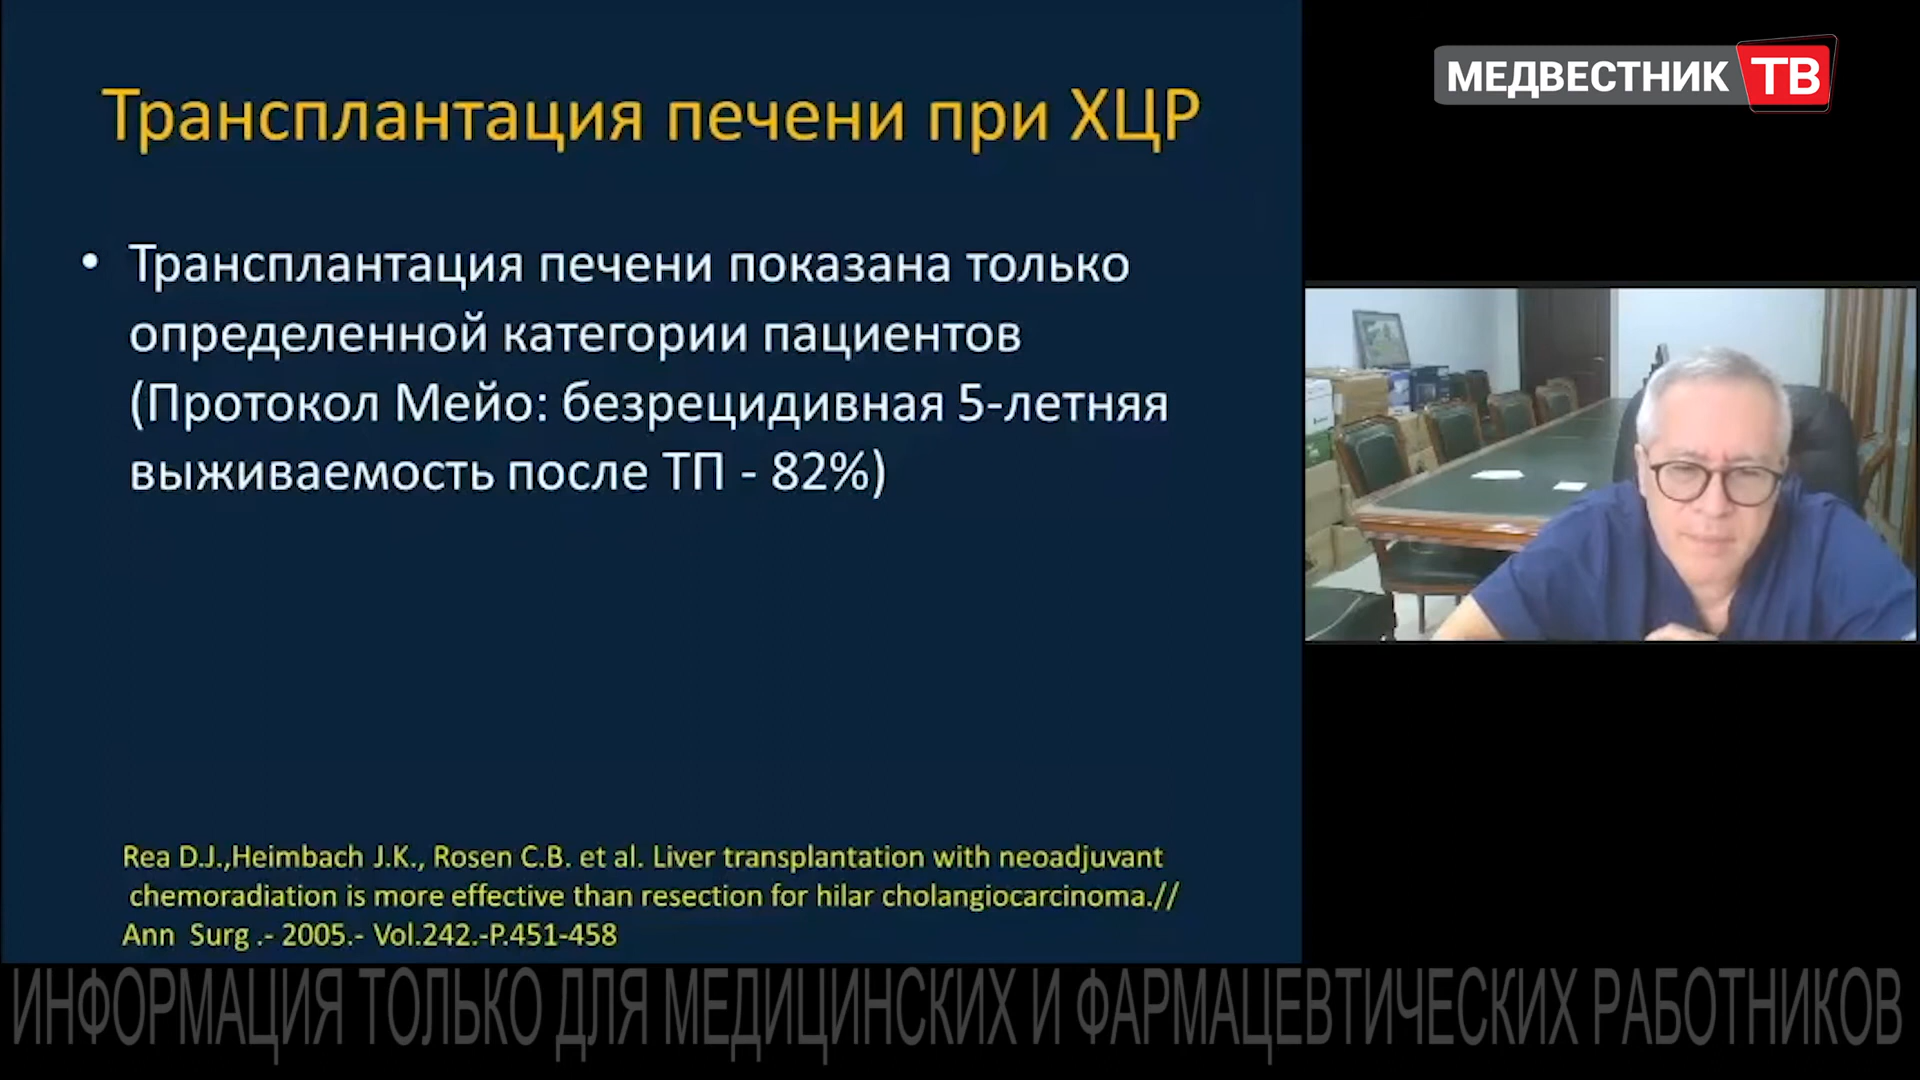 Трансплантация печени при ХЦР
• Трансплантация печени показана только
определенной категории пациентов
(Протокол Мейо: безрецидивная 5-летняя
выживаемость после ТП - 82%)
Rea D.J.,Heimbach J.K., Rosen C.B. et al. Liver transplantation with neoadjuvant
chemoradiation is more effective than resection for hilar cholangiocarcinoma.//
Ann Surg .- 2005.- Vol.242.-P.451-458
МЕДВЕСТНИК ТВ
ИНФОРМАЦИЯ ТОЛЬКО ДЛЯ МЕДИЦИНСКИХ И ФАРМАЦЕВТИЧЕСКИХ РАБОТНИКОВ